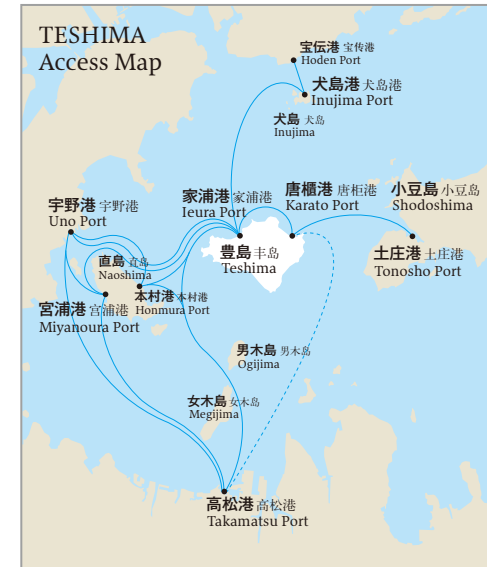 TESHIMA
Access Map
宝伝港 宝传港
Hoden Port
犬島港 犬岛港
Inujima Port
犬島 犬岛
Inujima
家浦港 家浦港
Ieura Port
唐櫃港 唐柜港
Karato Port
小豆島 小豆岛
Shodoshima
宇野港 宇野港
Uno Port
豊島 丰岛
Teshima
土庄港 土庄港
Tonosho Port
直島 直岛
Naoshima
本村港 本村港
Honmura Port
宮浦港 宫浦港
Miyanoura Port
男木島 男木岛
Ogijima
女木島 女木岛
Megijima
高松港 高松港
Takamatsu Port